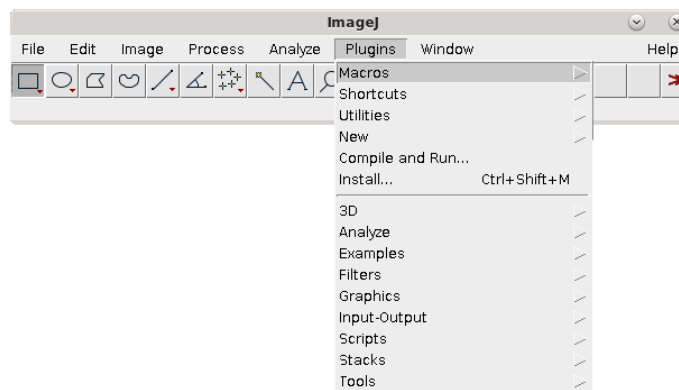 ImageJ
File Edit Image Process Analyze Plugins Window Help
A
Macros
Shortcuts
Utilities
New
Compile and Run...
Install... Ctrl+Shift+M
3D
Analyze
Examples
Filters
Graphics
Input-Output
Scripts
Stacks
Tools